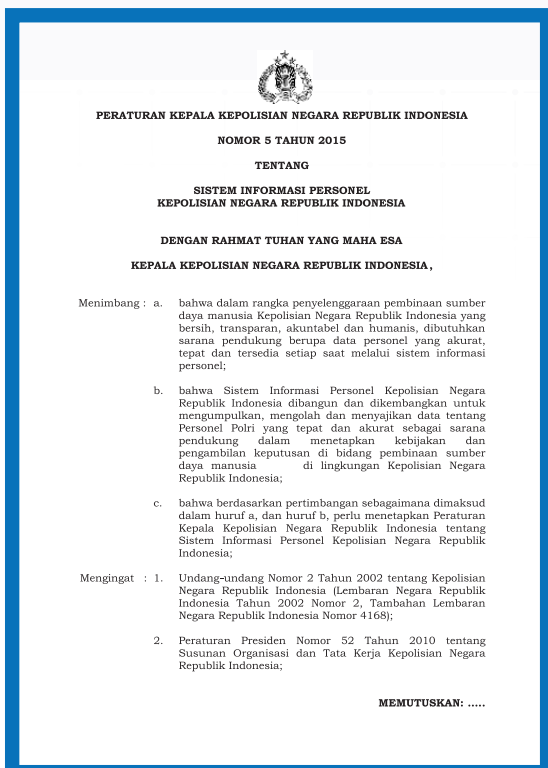 PERATURAN KEPALA KEPOLISIAN NEGARA REPUBLIK INDONESIA
NOMOR 5 TAHUN 2015
TENTANG
SISTEM INFORMASI PERSONEL
KEPOLISIAN NEGARA REPUBLIK INDONESIA
DENGAN RAHMAT TUHAN YANG MAHA ESA
KEPALA KEPOLISIAN NEGARA REPUBLIK INDONESIA,
Menimbang : a. bahwa dalam rangka penyelenggaraan pembinaan sumber
daya manusia Kepolisian Negara Republik Indonesia yang
bersih, transparan, akuntabel dan humanis, dibutuhkan
sarana pendukung berupa data personel yang akurat,
tepat dan tersedia setiap saat melalui sistem informasi
personel;
b. bahwa Sistem Informasi Personel Kepolisian Negara
Republik Indonesia dibangun dan dikembangkan untuk
mengumpulkan, mengolah dan menyajikan data tentang
Personel Polri yang tepat dan akurat sebagai sarana
pendukung dalam menetapkan kebijakan dan
pengambilan keputusan di bidang pembinaan sumber
daya manusia di lingkungan Kepolisian Negara
Republik Indonesia;
c. bahwa berdasarkan pertimbangan sebagaimana dimaksud
dalam huruf a, dan huruf b, perlu menetapkan Peraturan
Kepala Kepolisian Negara Republik Indonesia tentang
Sistem Informasi Personel Kepolisian Negara Republik
Indonesia;
Mengingat : 1. Undang-undang Nomor 2 Tahun 2002 tentang Kepolisian
Negara Republik Indonesia (Lembaran Negara Republik
Indonesia Tahun 2002 Nomor 2, Tambahan Lembaran
Negara Republik Indonesia Nomor 4168);
2. Peraturan Presiden Nomor 52 Tahun 2010 tentang
Susunan Organisasi dan Tata Kerja Kepolisian Negara
Republik Indonesia;
MEMUTUSKAN: .....